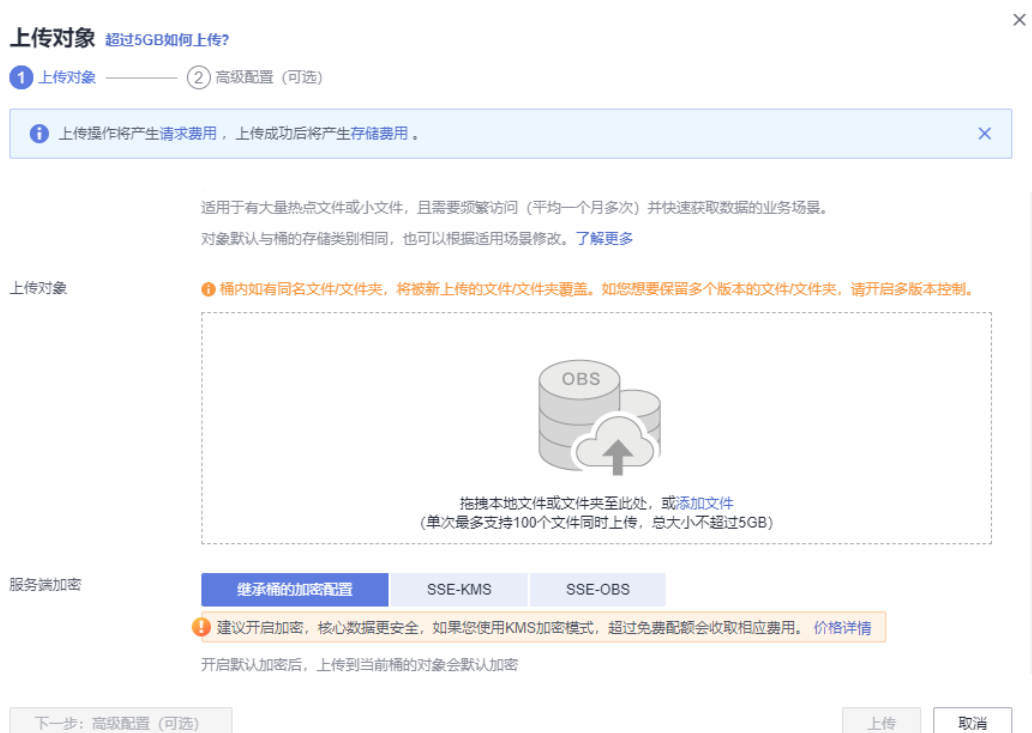 上传对象 超过5GB如何上传?
1 上传对象 2 高级配置（可选）
上传操作将产生请求费用，上传成功后将产生存储费用。
适用于有大量热点文件或小文件，且需要频繁访问（平均一个月多次）并快速获取数据的业务场景。
对象默认与桶的存储类别相同，也可以根据适用场景修改。了解更多
上传对象
桶内如有同名文件/文件夹，将被新上传的文件/文件夹覆盖。如您想要保留多个版本的文件/文件夹，请开启多版本控制。
OBS
拖拽本地文件或文件夹至此处，或添加文件
(单次最多支持100个文件同时上传，总大小不超过5GB)
服务端加密
继承桶的加密配置 SSE-KMS SSE-OBS
建议开启加密，核心数据更安全，如果您使用KMS加密模式，超过免费配额会收取相应费用。 价格详情
开启默认加密后，上传到当前桶的对象会默认加密
下一步：高级配置（可选） 上传 取消